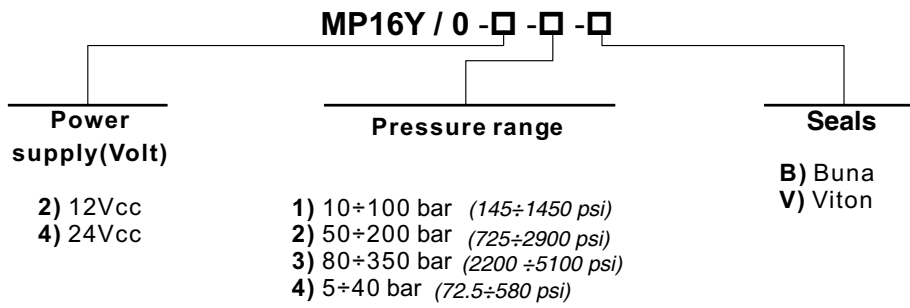 MP16Y / 0 -□ -□ -□
Power
supply(Volt)
2) 12Vcc
4) 24Vcc
Pressure range
1) 10÷100 bar (145÷1450 psi)
2) 50÷200 bar (725÷2900 psi)
3) 80÷350 bar (2200 ÷5100 psi)
4) 5÷40 bar (72.5÷580 psi)
Seals
B) Buna
V) Viton